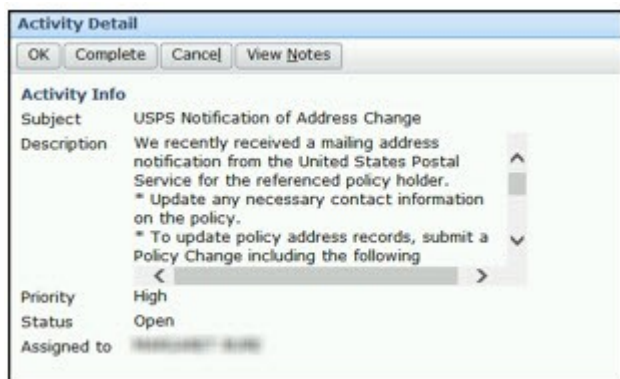 Activity Detail
OK Complete Cancel View Notes
Activity Info
Subject USPS Notification of Address Change
Description We recently received a mailing address
notification from the United States Postal
Service for the referenced policy holder.
* Update any necessary contact information
on the policy.
* To update policy address records, submit a
Policy Change including the following
Priority High
Status Open
Assigned to